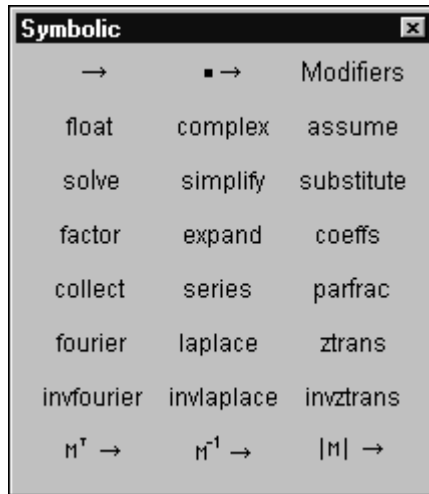 Symbolic
→ ▪ → Modifiers
float complex assume
solve simplify substitute
factor expand coeffs
collect series parfrac
fourier laplace ztrans
invfourier invlaplace invztrans
Mᵀ → M⁻¹ → |M| →